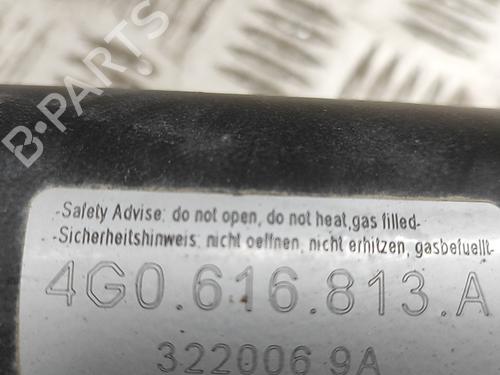 B-PARTS
-Safety Advise: do not open, do not heat,gas filled-
-Sicherheitshinweis: nicht oeffnen, nicht erhitzen, gasbefuellt-
4G0.616.813.A
322006 9A